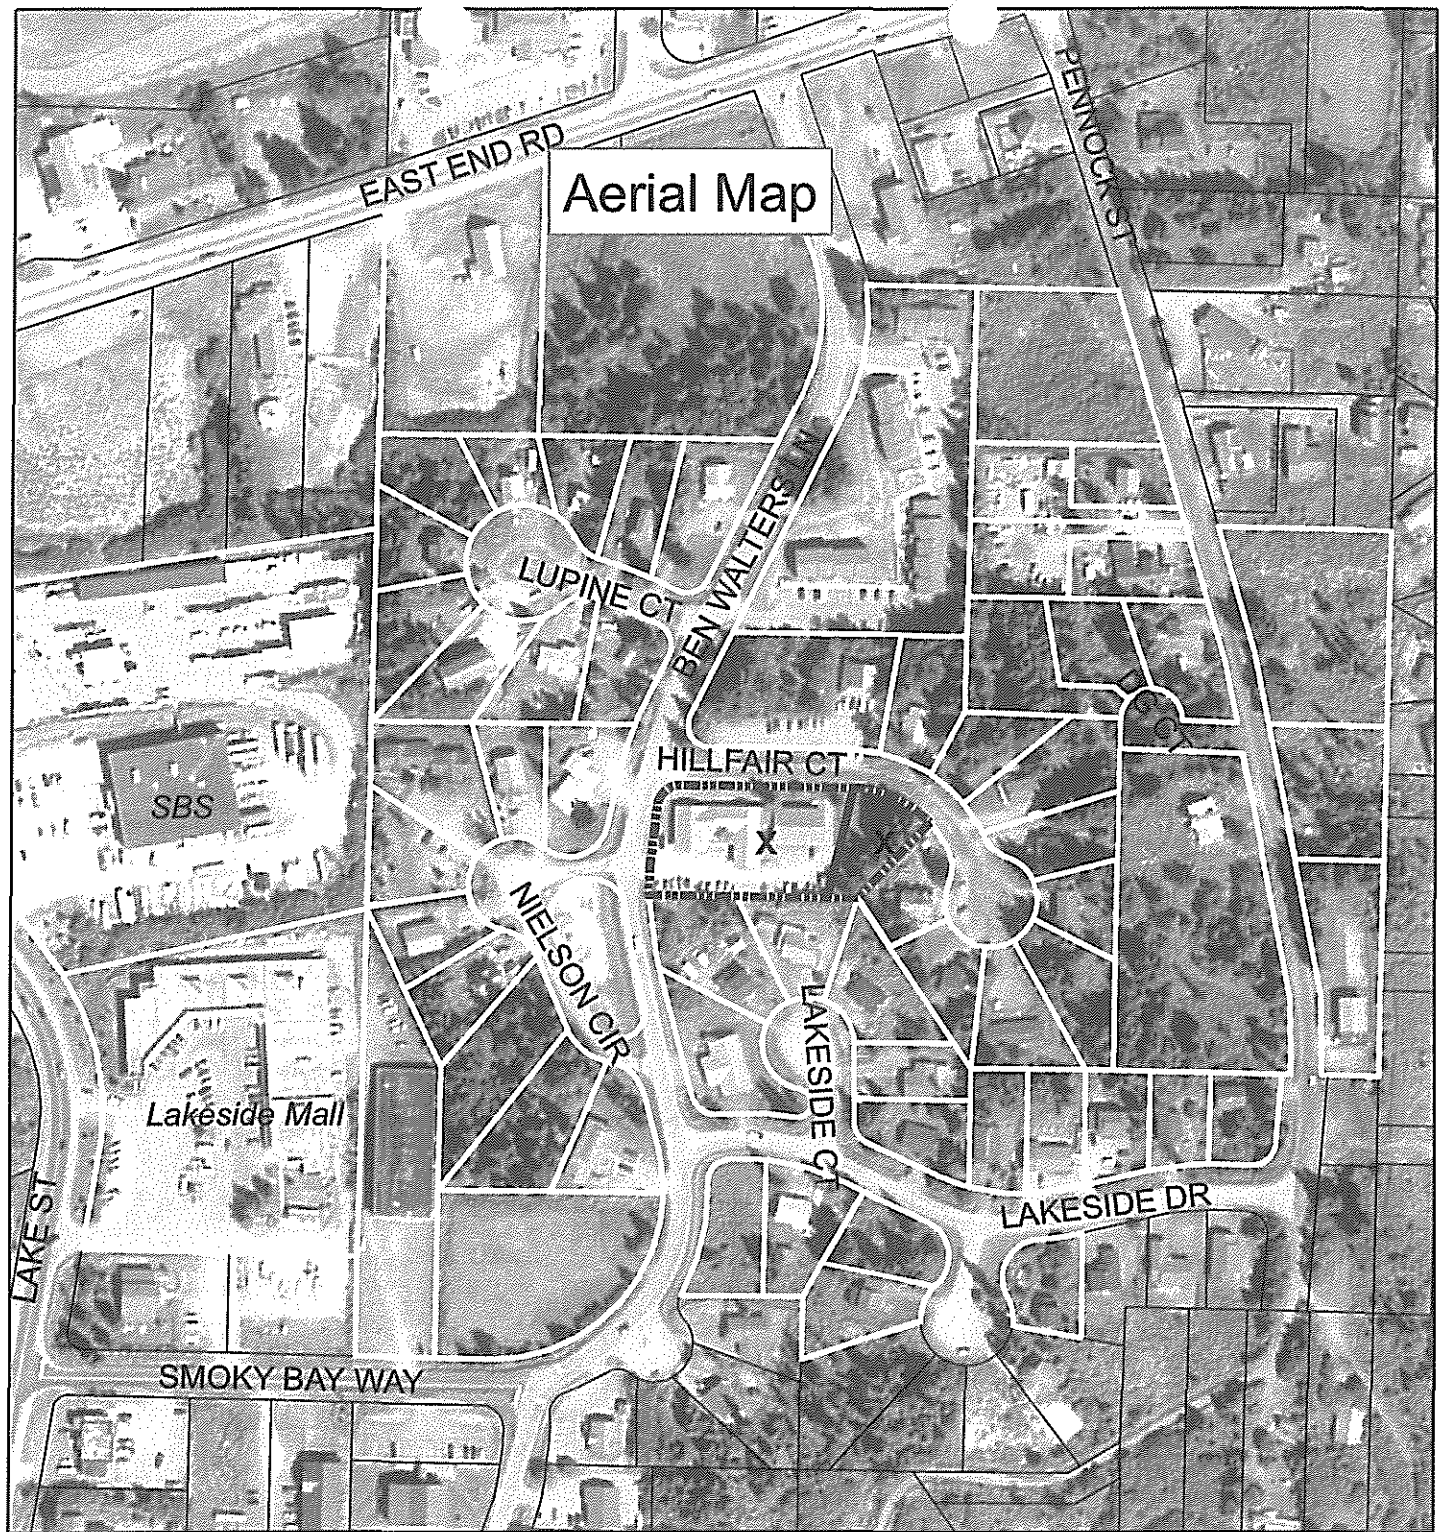 PENNOCK ST
EAST END RD
Aerial Map
BEN WALTERS LN
LUPINE CT
HILLFAIR CT
SBS
X
X
NIELSON CIR
LAKESIDE CT
Lakeside Mall
LAKE ST
LAKESIDE DR
SMOKY BAY WAY